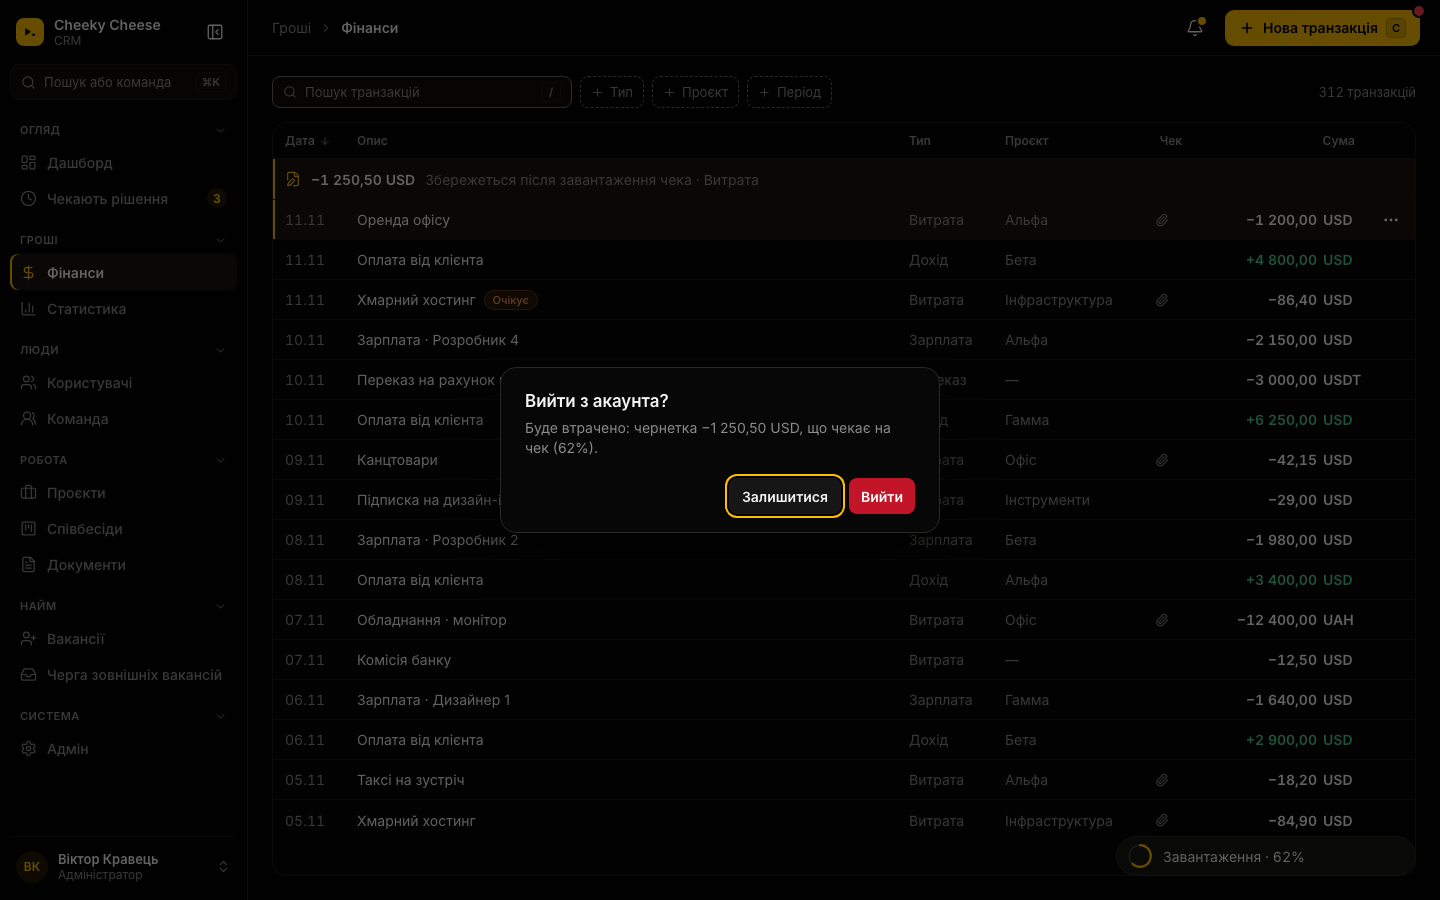 Cheeky Cheese
CRM
Пошук або команда ⌘K
ОГЛЯД
Дашборд
Чекають рішення 3
ГРОШІ
Фінанси
Статистика
ЛЮДИ
Користувачі
Команда
РОБОТА
Проєкти
Співбесіди
Документи
НАЙМ
Вакансії
Черга зовнішніх вакансій
СИСТЕМА
Адмін
ВК
Віктор Кравець
Адміністратор
Гроші Фінанси
+ Нова транзакція C
Пошук транзакцій /
+ Тип
+ Проєкт
+ Період
312 транзакцій
Дата ↓ Опис Тип Проєкт Чек Сума
−1 250,50 USD Збережеться після завантаження чека · Витрата
11.11 Оренда офісу Витрата Альфа −1 200,00 USD ···
11.11 Оплата від клієнта Дохід Бета +4 800,00 USD
11.11 Хмарний хостинг Очікує Витрата Інфраструктура −86,40 USD
10.11 Зарплата · Розробник 4 Зарплата Альфа −2 150,00 USD
10.11 Переказ на рахунок — −3 000,00 USDT
10.11 Оплата від клієнта Гамма +6 250,00 USD
09.11 Канцтовари Офіс −42,15 USD
09.11 Підписка на Інструменти −29,00 USD
08.11 Зарплата · Розробник 2 Зарплата Бета −1 980,00 USD
08.11 Оплата від клієнта Дохід Альфа +3 400,00 USD
07.11 Обладнання · монітор Витрата Офіс −12 400,00 UAH
07.11 Комісія банку Витрата — −12,50 USD
06.11 Зарплата · Дизайнер 1 Зарплата Гамма −1 640,00 USD
06.11 Оплата від клієнта Дохід Бета +2 900,00 USD
05.11 Таксі на зустріч Витрата Альфа −18,20 USD
05.11 Хмарний хостинг Витрата Інфраструктура −84,90 USD
Вийти з акаунта?
Буде втрачено: чернетка −1 250,50 USD, що чекає на
чек (62%).
Залишитися
Вийти
Завантаження · 62%